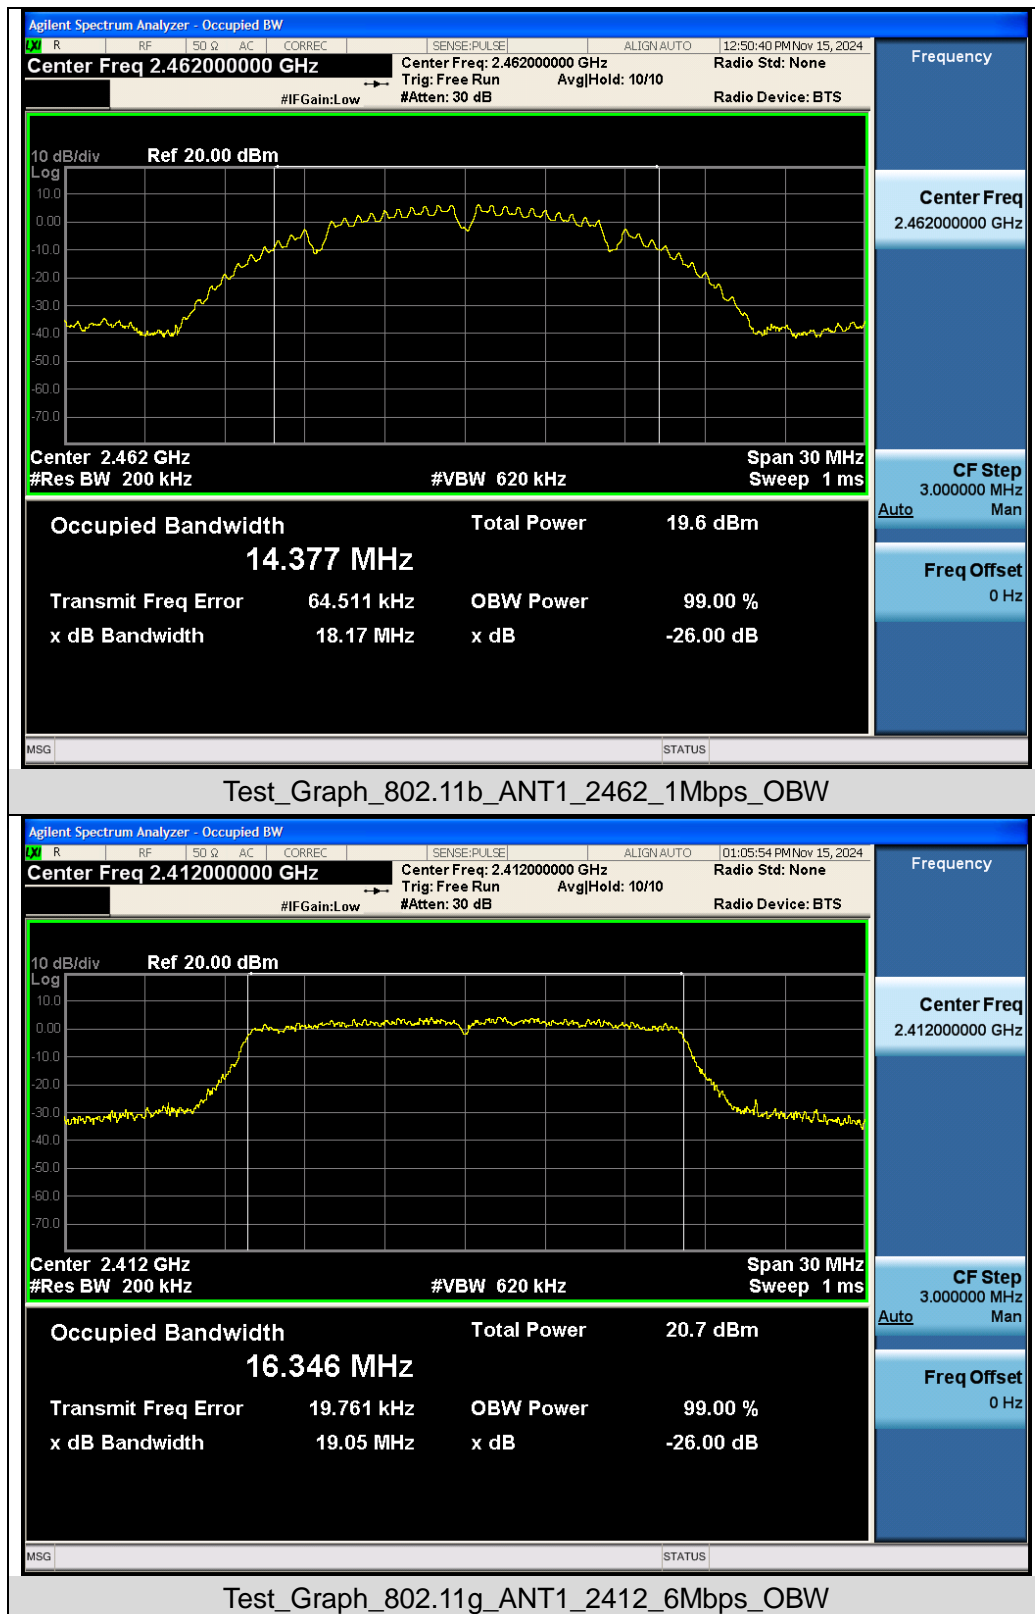 Agilent Spectrum Analyzer - Occupied BW
LXI R RF 50 Ω AC CORREC SENSE:PULSE ALIGN AUTO 12:50:40 PM Nov 15, 2024
Center Freq 2.462000000 GHz Center Freq: 2.462000000 GHz Radio Std: None Frequency
Trig: Free Run Avg|Hold: 10/10
#IFGain:Low #Atten: 30 dB Radio Device: BTS
10 dB/div Ref 20.00 dBm
Log
10.0
0.00
-10.0
-20.0
-30.0
-40.0
-50.0
-60.0
-70.0
Center Freq
2.462000000 GHz
Center 2.462 GHz Span 30 MHz
#Res BW 200 kHz #VBW 620 kHz Sweep 1 ms
CF Step
3.000000 MHz
Auto Man
Freq Offset
0 Hz
Occupied Bandwidth Total Power 19.6 dBm
14.377 MHz
Transmit Freq Error 64.511 kHz OBW Power 99.00 %
x dB Bandwidth 18.17 MHz x dB -26.00 dB
MSG STATUS
Test_Graph_802.11b_ANT1_2462_1Mbps_OBW
Agilent Spectrum Analyzer - Occupied BW
LXI R RF 50 Ω AC CORREC SENSE:PULSE ALIGN AUTO 01:05:54 PM Nov 15, 2024
Center Freq 2.412000000 GHz Center Freq: 2.412000000 GHz Radio Std: None Frequency
Trig: Free Run Avg|Hold: 10/10
#IFGain:Low #Atten: 30 dB Radio Device: BTS
10 dB/div Ref 20.00 dBm
Log
10.0
0.00
-10.0
-20.0
-30.0
-40.0
-50.0
-60.0
-70.0
Center Freq
2.412000000 GHz
Center 2.412 GHz Span 30 MHz
#Res BW 200 kHz #VBW 620 kHz Sweep 1 ms
CF Step
3.000000 MHz
Auto Man
Freq Offset
0 Hz
Occupied Bandwidth Total Power 20.7 dBm
16.346 MHz
Transmit Freq Error 19.761 kHz OBW Power 99.00 %
x dB Bandwidth 19.05 MHz x dB -26.00 dB
MSG STATUS
Test_Graph_802.11g_ANT1_2412_6Mbps_OBW